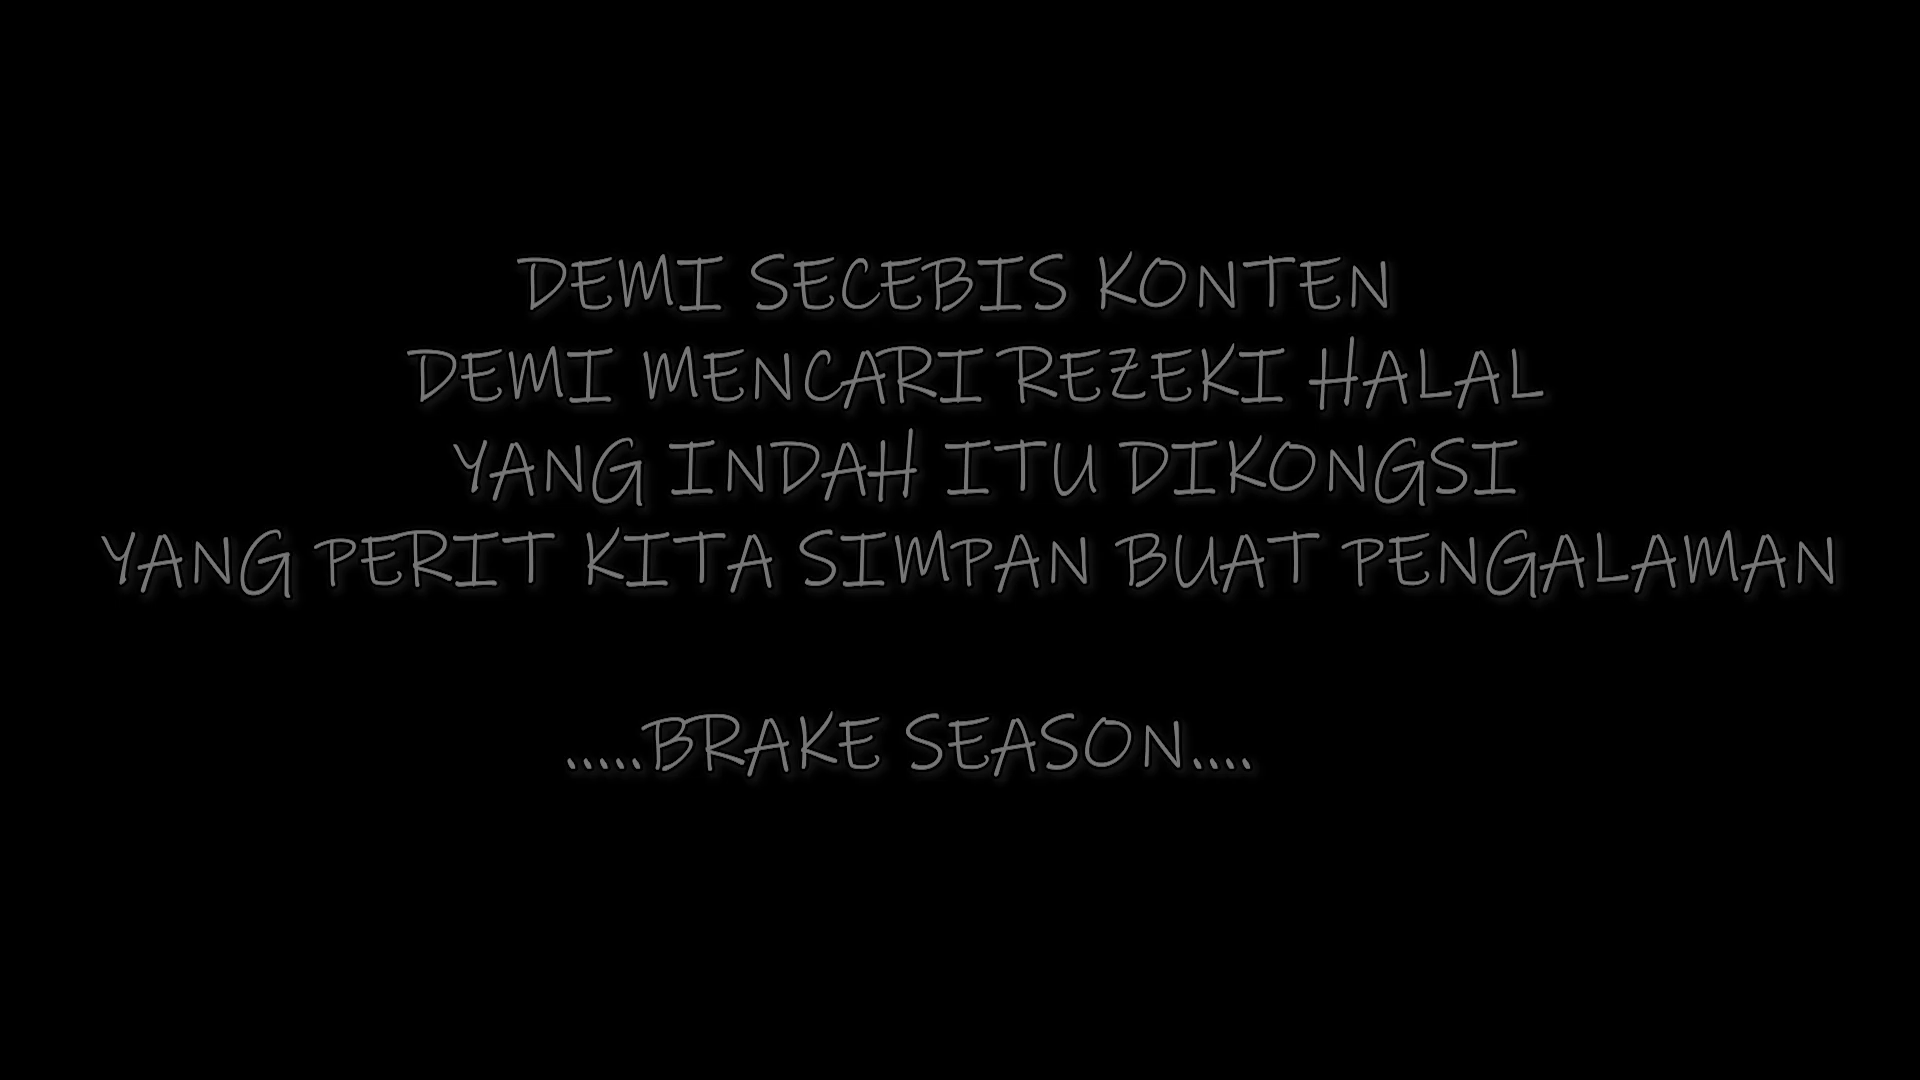 DEMI SECEBIS KONTEN
DEMI MENCARI REZEKI HALAL
YANG INDAH ITU DIKONGSI
YANG PERIT KITA SIMPAN BUAT PENGALAMAN
.....BRAKE SEASON....